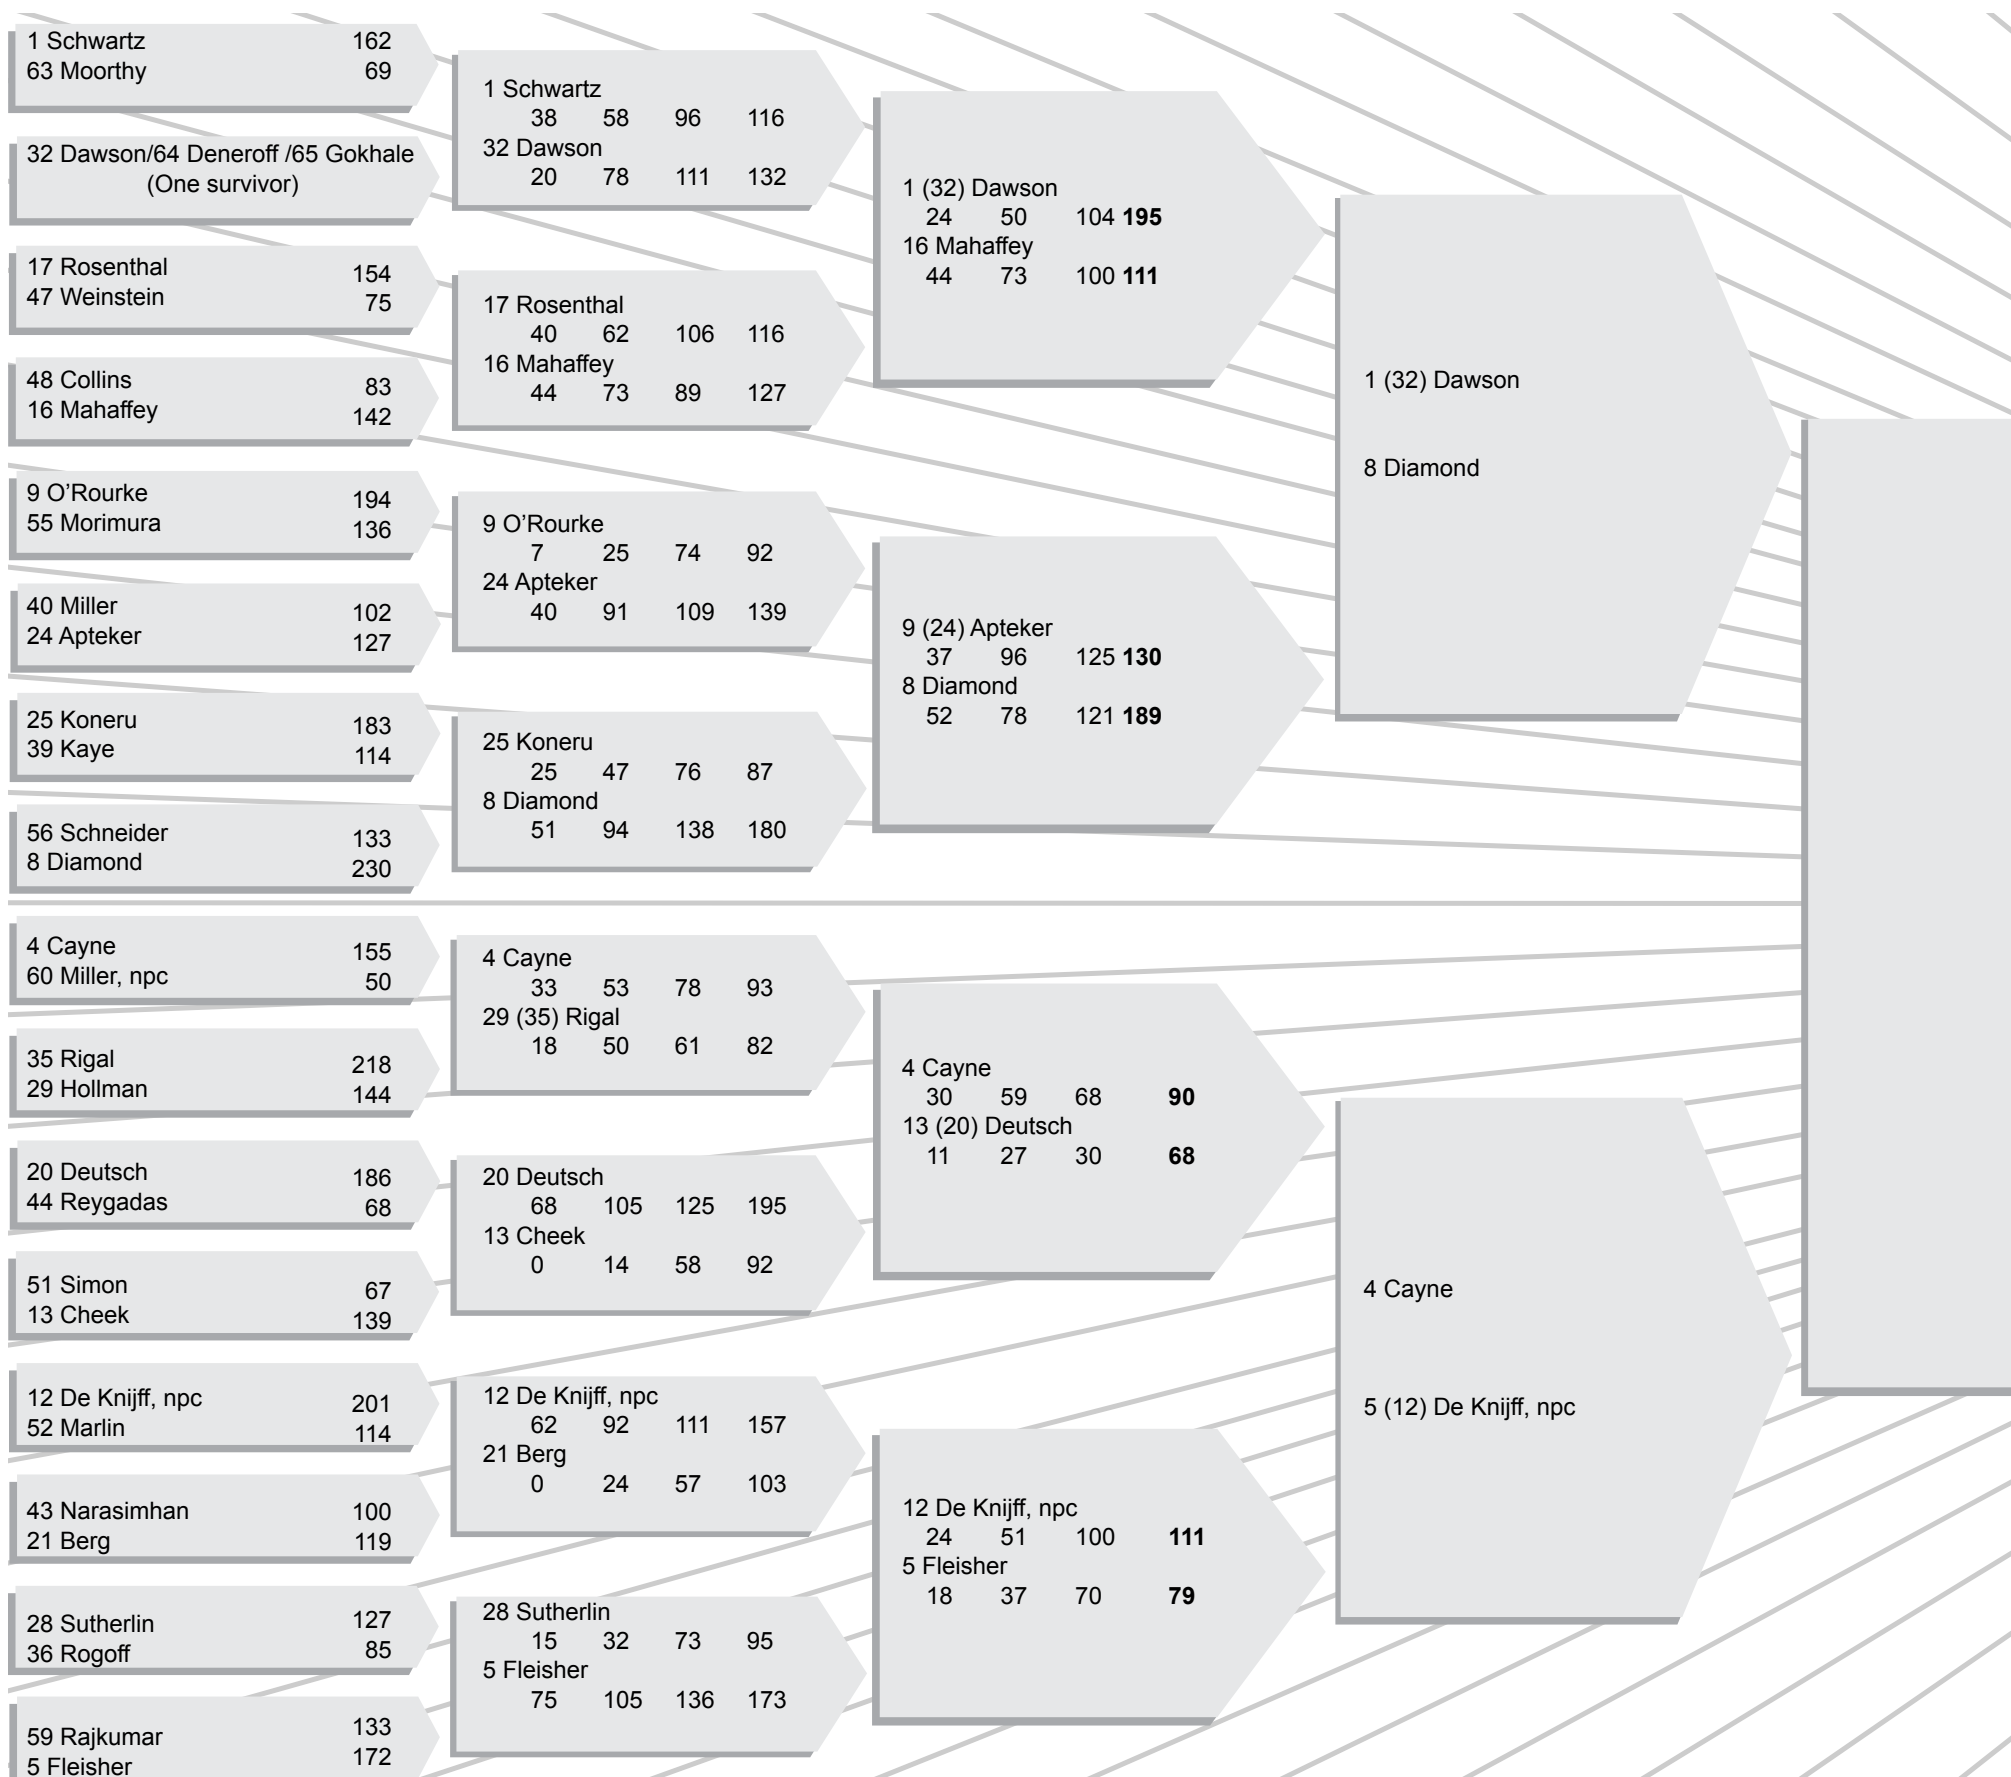 1 Schwartz 162
63 Moorthy 69
32 Dawson/64 Deneroff /65 Gokhale
(One survivor)
17 Rosenthal 154
47 Weinstein 75
48 Collins 83
16 Mahaffey 142
9 O’Rourke 194
55 Morimura 136
40 Miller 102
24 Apteker 127
25 Koneru 183
39 Kaye 114
56 Schneider 133
8 Diamond 230
4 Cayne 155
60 Miller, npc 50
35 Rigal 218
29 Hollman 144
20 Deutsch 186
44 Reygadas 68
51 Simon 67
13 Cheek 139
12 De Knijff, npc 201
52 Marlin 114
43 Narasimhan 100
21 Berg 119
28 Sutherlin 127
36 Rogoff 85
59 Rajkumar 133
5 Fleisher 172
1 Schwartz
38 58 96 116
32 Dawson
20 78 111 132
17 Rosenthal
40 62 106 116
16 Mahaffey
44 73 89 127
9 O’Rourke
7 25 74 92
24 Apteker
40 91 109 139
25 Koneru
25 47 76 87
8 Diamond
51 94 138 180
4 Cayne
33 53 78 93
29 (35) Rigal
18 50 61 82
20 Deutsch
68 105 125 195
13 Cheek
0 14 58 92
12 De Knijff, npc
62 92 111 157
21 Berg
0 24 57 103
28 Sutherlin
15 32 73 95
5 Fleisher
75 105 136 173
1 (32) Dawson
24 50 104 195
16 Mahaffey
44 73 100 111
9 (24) Apteker
37 96 125 130
8 Diamond
52 78 121 189
4 Cayne
30 59 68 90
13 (20) Deutsch
11 27 30 68
12 De Knijff, npc
24 51 100 111
5 Fleisher
18 37 70 79
1 (32) Dawson
8 Diamond
4 Cayne
5 (12) De Knijff, npc